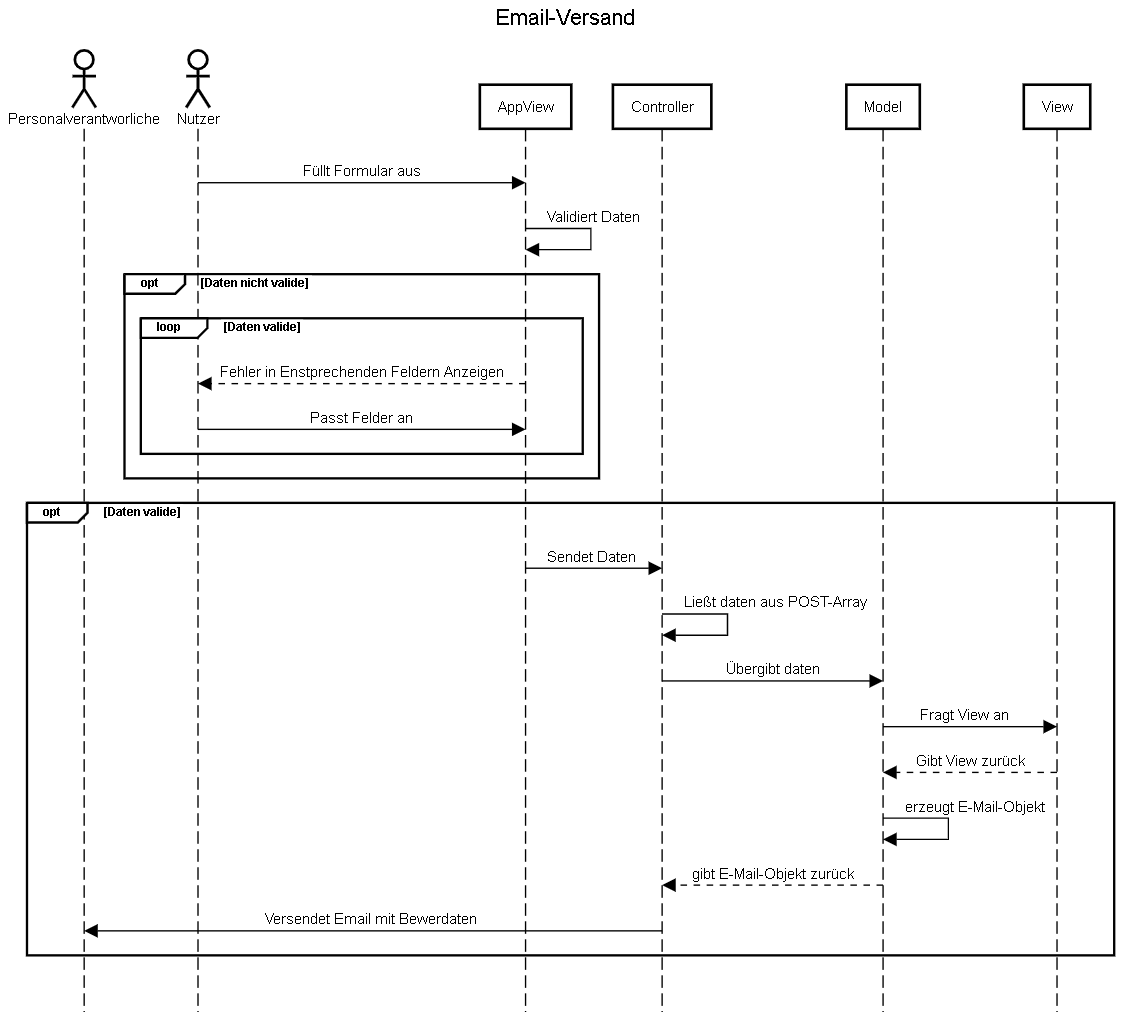 Email-Versand
Personalverantworliche
Nutzer
AppView
Controller
Model
View
Füllt Formular aus
Validiert Daten
opt [Daten nicht valide]
loop [Daten valide]
Fehler in Enstprechenden Feldern Anzeigen
Passt Felder an
opt [Daten valide]
Sendet Daten
Ließt daten aus POST-Array
Übergibt daten
Fragt View an
Gibt View zurück
erzeugt E-Mail-Objekt
gibt E-Mail-Objekt zurück
Versendet Email mit Bewerdaten